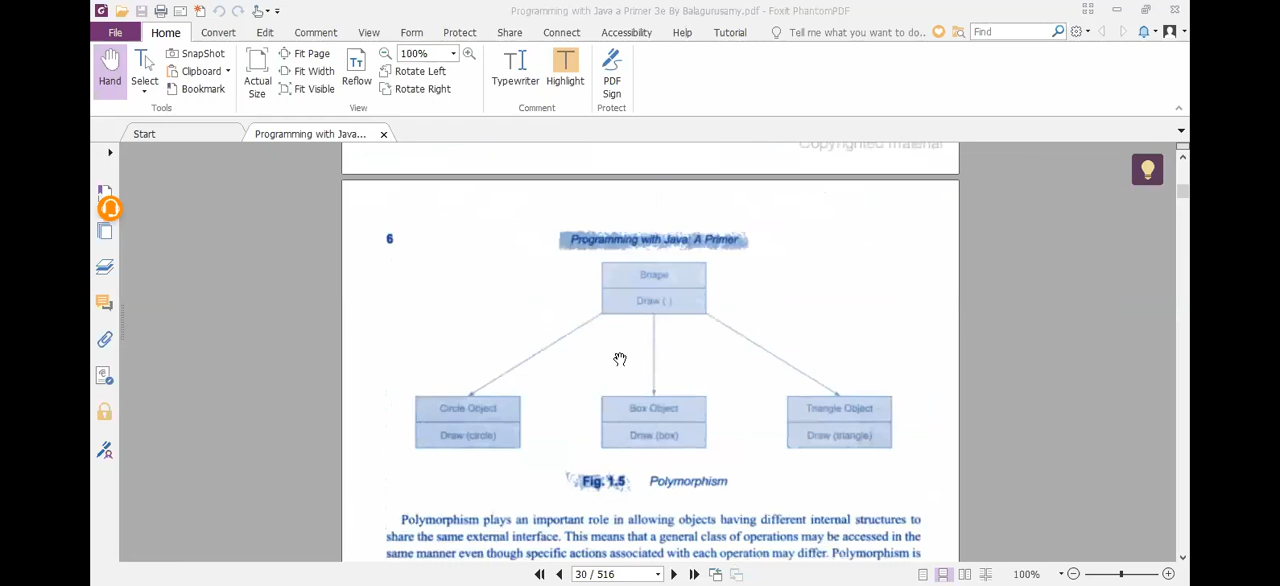 Programming with Java a Primer 3e By Balagurusamy.pdf - Foxit PhantomPDF
File Home Convert Edit Comment View Form Protect Share Connect Accessibility Help Tutorial Tell me what you want to do.. Find
Hand
Select
SnapShot
Clipboard
Bookmark
Actual Size
Fit Page
Fit Width
Fit Visible
Reflow
100%
Rotate Left
Rotate Right
Typewriter
Highlight
PDF Sign
Tools View Comment Protect
Start Programming with Java...
Copyrighted material
6 Programming with Java: A Primer
Shape
Draw ( )
Circle Object Box Object Triangle Object
Draw (circle) Draw (box) Draw (triangle)
Fig. 1.5 Polymorphism
Polymorphism plays an important role in allowing objects having different internal structures to
share the same external interface. This means that a general class of operations may be accessed in the
same manner even though specific actions associated with each operation may differ. Polymorphism is
30 / 516 100%